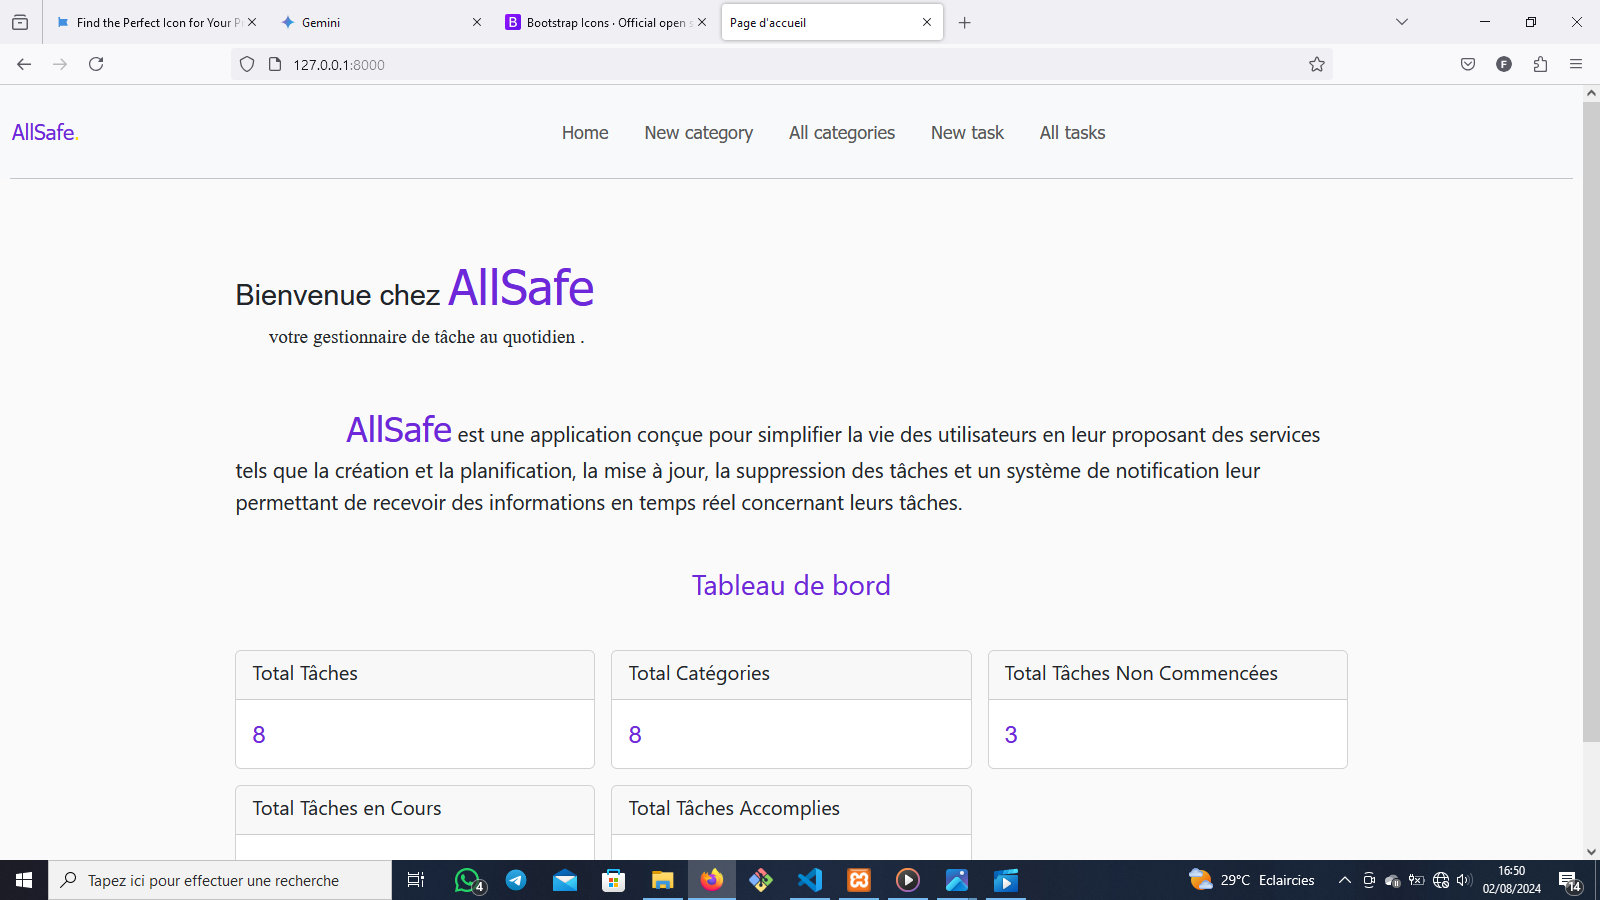 Find the Perfect Icon for Your Pr
Gemini
Bootstrap Icons · Official open s
Page d'accueil
127.0.0.1:8000
F
AllSafe.
Home
New category
All categories
New task
All tasks
Bienvenue chez AllSafe
votre gestionnaire de tâche au quotidien .
AllSafe est une application conçue pour simplifier la vie des utilisateurs en leur proposant des services
tels que la création et la planification, la mise à jour, la suppression des tâches et un système de notification leur
permettant de recevoir des informations en temps réel concernant leurs tâches.
Tableau de bord
Total Tâches
8
Total Catégories
8
Total Tâches Non Commencées
3
Total Tâches en Cours
Total Tâches Accomplies
Tapez ici pour effectuer une recherche
4
29°C Eclaircies
16:50
02/08/2024
14